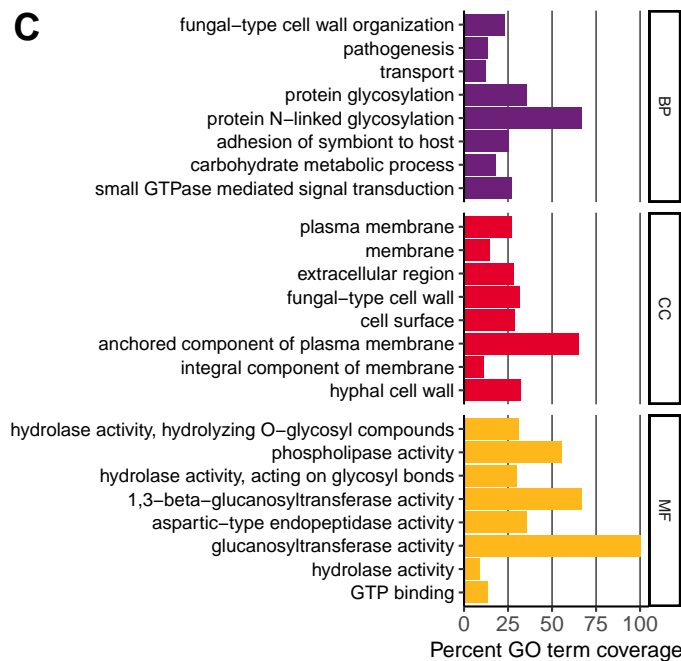 C
fungal−type cell wall organization
pathogenesis
transport
protein glycosylation
protein N−linked glycosylation
adhesion of symbiont to host
carbohydrate metabolic process
small GTPase mediated signal transduction
BP
plasma membrane
membrane
extracellular region
fungal−type cell wall
cell surface
anchored component of plasma membrane
integral component of membrane
hyphal cell wall
CC
hydrolase activity, hydrolyzing O−glycosyl compounds
phospholipase activity
hydrolase activity, acting on glycosyl bonds
1,3−beta−glucanosyltransferase activity
aspartic−type endopeptidase activity
glucanosyltransferase activity
hydrolase activity
GTP binding
MF
0 25 50 75 100
Percent GO term coverage